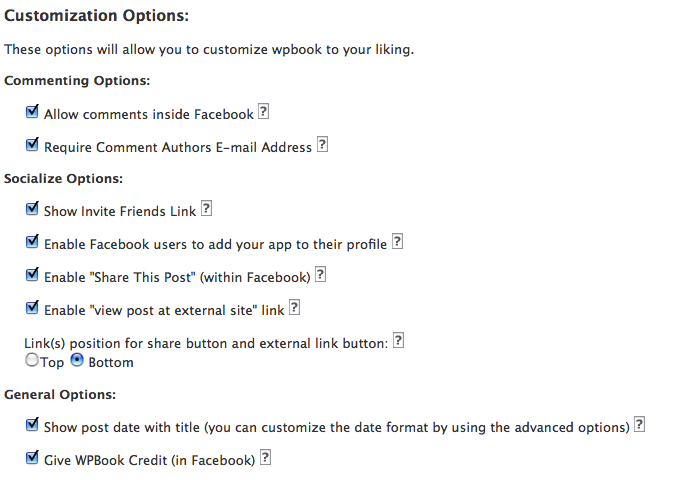 Customization Options:
These options will allow you to customize wpbook to your liking.
Commenting Options:
Allow comments inside Facebook ?
Require Comment Authors E-mail Address ?
Socialize Options:
Show Invite Friends Link ?
Enable Facebook users to add your app to their profile ?
Enable "Share This Post" (within Facebook) ?
Enable "view post at external site" link ?
Link(s) position for share button and external link button: ?
Top Bottom
General Options:
Show post date with title (you can customize the date format by using the advanced options) ?
Give WPBook Credit (in Facebook) ?